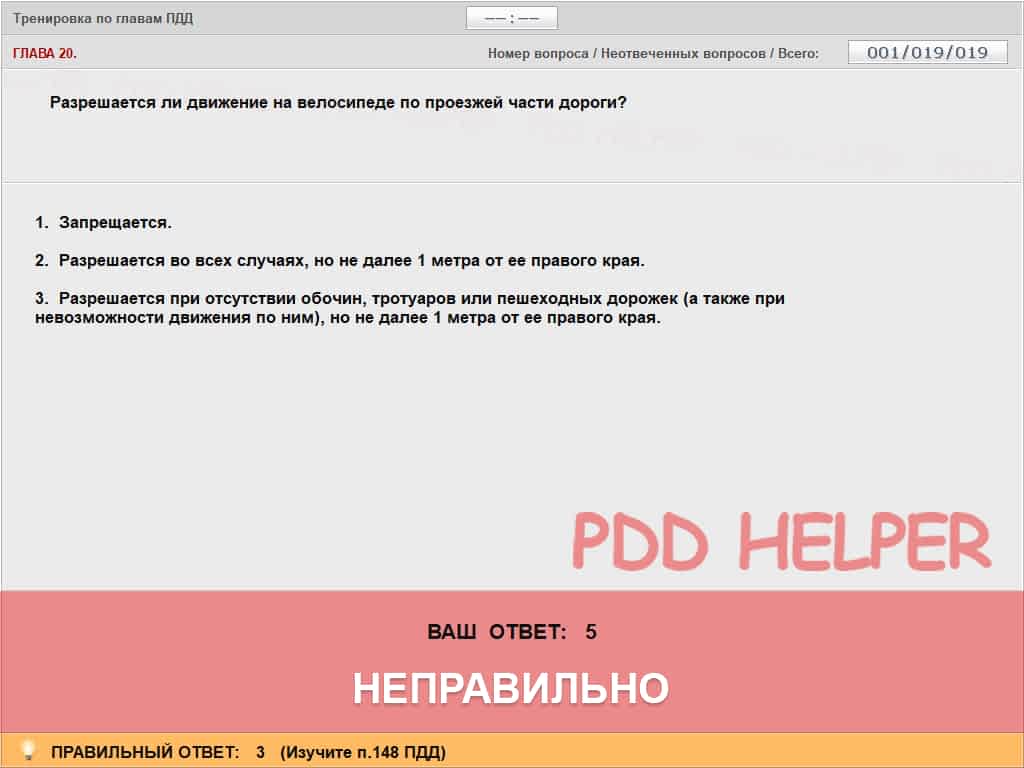 Тренировка по главам ПДД
–– : ––
ГЛАВА 20.
Номер вопроса / Неотвеченных вопросов / Всего: 001/019/019
Разрешается ли движение на велосипеде по проезжей части дороги?
1. Запрещается.
2. Разрешается во всех случаях, но не далее 1 метра от ее правого края.
3. Разрешается при отсутствии обочин, тротуаров или пешеходных дорожек (а также при
невозможности движения по ним), но не далее 1 метра от ее правого края.
PDD HELPER
ВАШ ОТВЕТ: 5
НЕПРАВИЛЬНО
ПРАВИЛЬНЫЙ ОТВЕТ: 3 (Изучите п.148 ПДД)